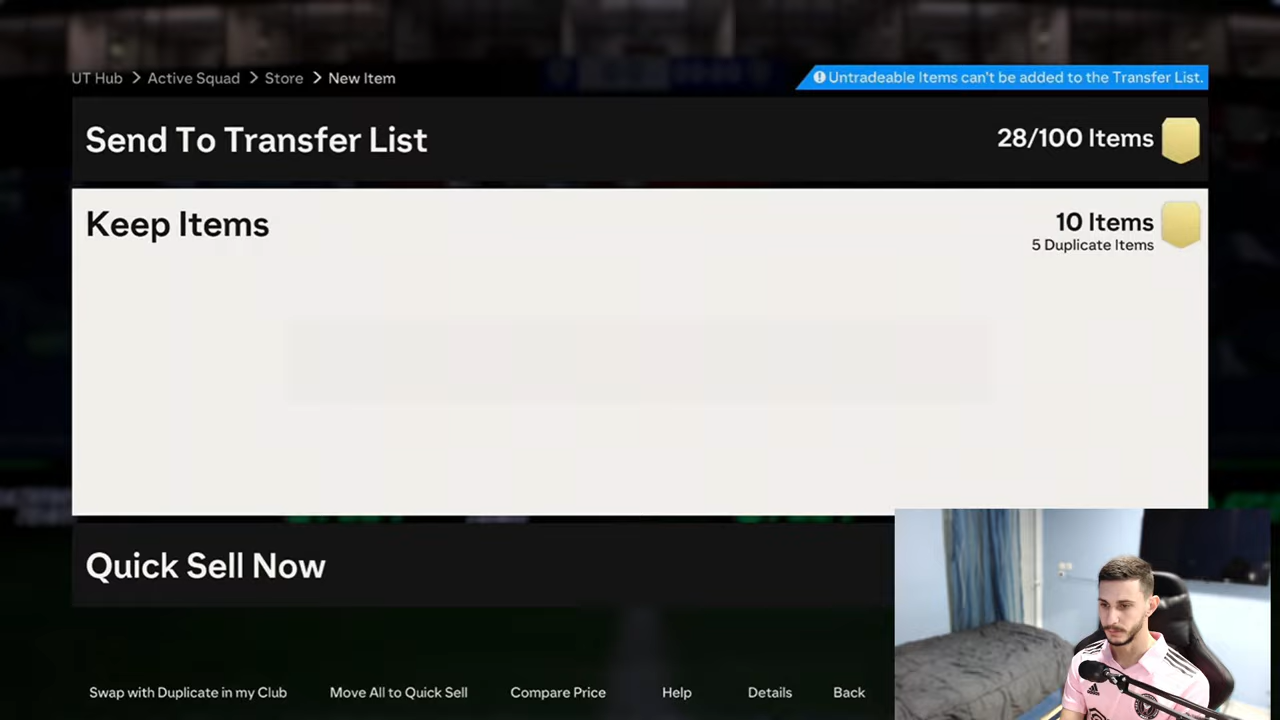 UT Hub > Active Squad > Store > New Item
Untradeable Items can't be added to the Transfer List.
Send To Transfer List
28/100 Items
Keep Items
10 Items
5 Duplicate Items
Quick Sell Now
Swap with Duplicate in my Club
Move All to Quick Sell
Compare Price
Help
Details
Back